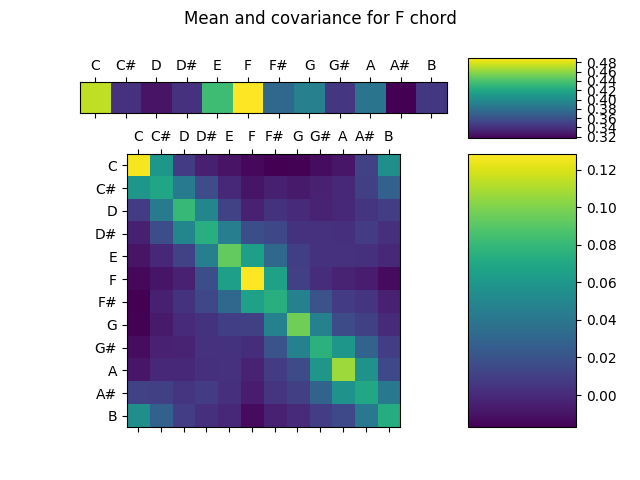 Mean and covariance for F chord
C C# D D# E F F# G G# A A# B
0.48
0.46
0.44
0.42
0.40
0.38
0.36
0.34
0.32
C C# D D# E F F# G G# A A# B
C
C#
D
D#
E
F
F#
G
G#
A
A#
B
0.12
0.10
0.08
0.06
0.04
0.02
0.00